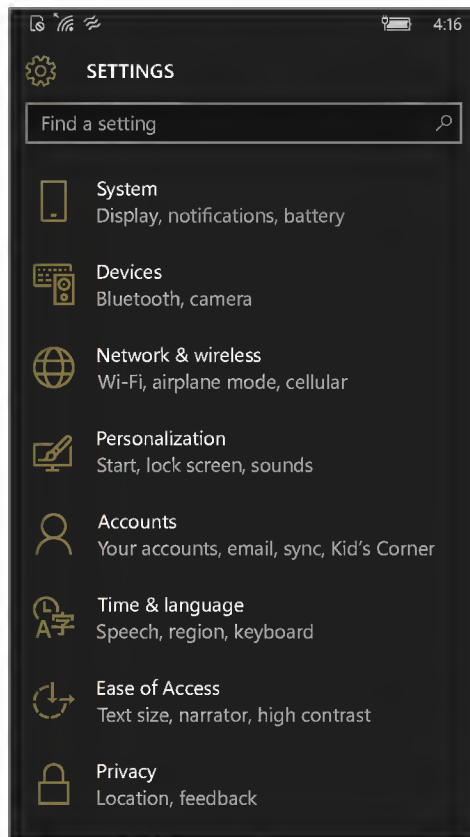 4:16
SETTINGS
Find a setting
System
Display, notifications, battery
Devices
Bluetooth, camera
Network & wireless
Wi-Fi, airplane mode, cellular
Personalization
Start, lock screen, sounds
Accounts
Your accounts, email, sync, Kid's Corner
Time & language
Speech, region, keyboard
Ease of Access
Text size, narrator, high contrast
Privacy
Location, feedback